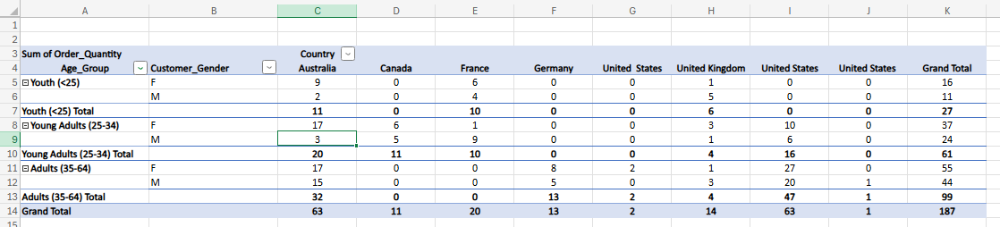 A B C D E F G H I J K
1
2
3 Sum of Order_Quantity Country
4 Age_Group Customer_Gender Australia Canada France Germany United  States United Kingdom United States United States Grand Total
5 Youth (<25) F 9 0 6 0 0 1 0 0 16
6 M 2 0 4 0 0 5 0 0 11
7 Youth (<25) Total 11 0 10 0 0 6 0 0 27
8 Young Adults (25-34) F 17 6 1 0 0 3 10 0 37
9 M 3 5 9 0 0 1 6 0 24
10 Young Adults (25-34) Total 20 11 10 0 0 4 16 0 61
11 Adults (35-64) F 17 0 0 8 2 1 27 0 55
12 M 15 0 0 5 0 3 20 1 44
13 Adults (35-64) Total 32 0 0 13 2 4 47 1 99
14 Grand Total 63 11 20 13 2 14 63 1 187
15